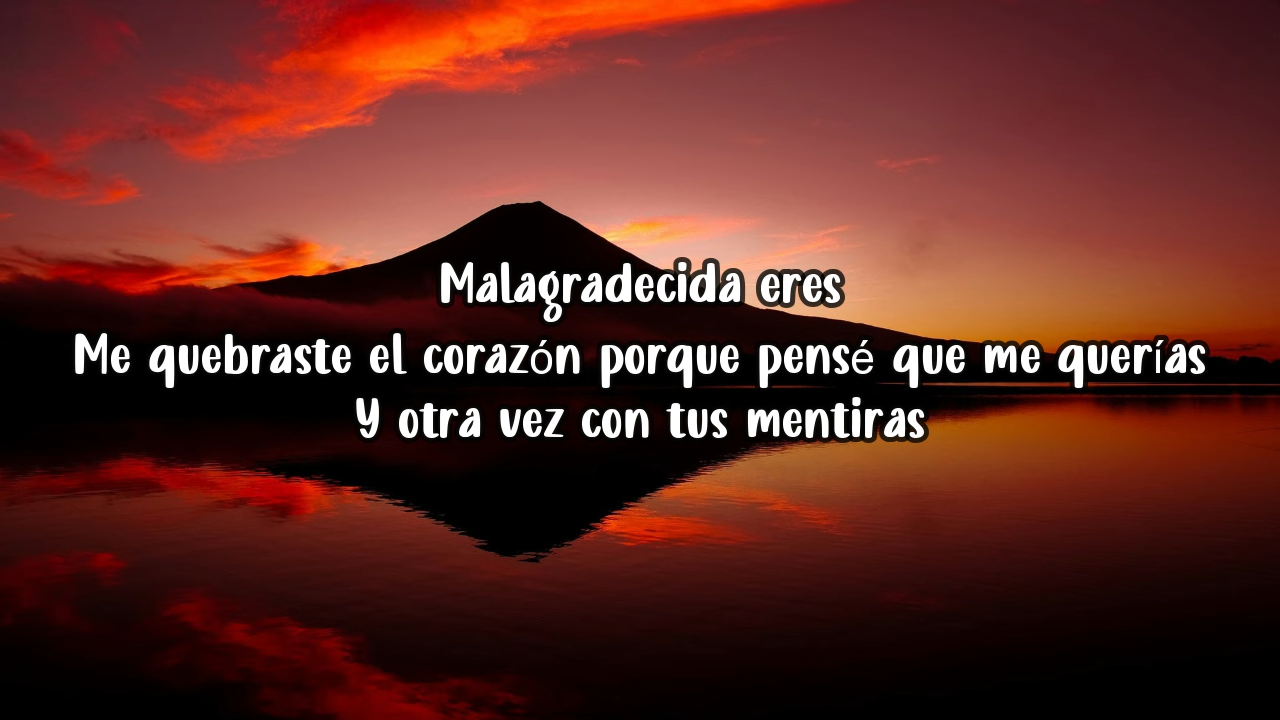 Malagradecida eres
Me quebraste el corazón porque pensé que me querías
Y otra vez con tus mentiras